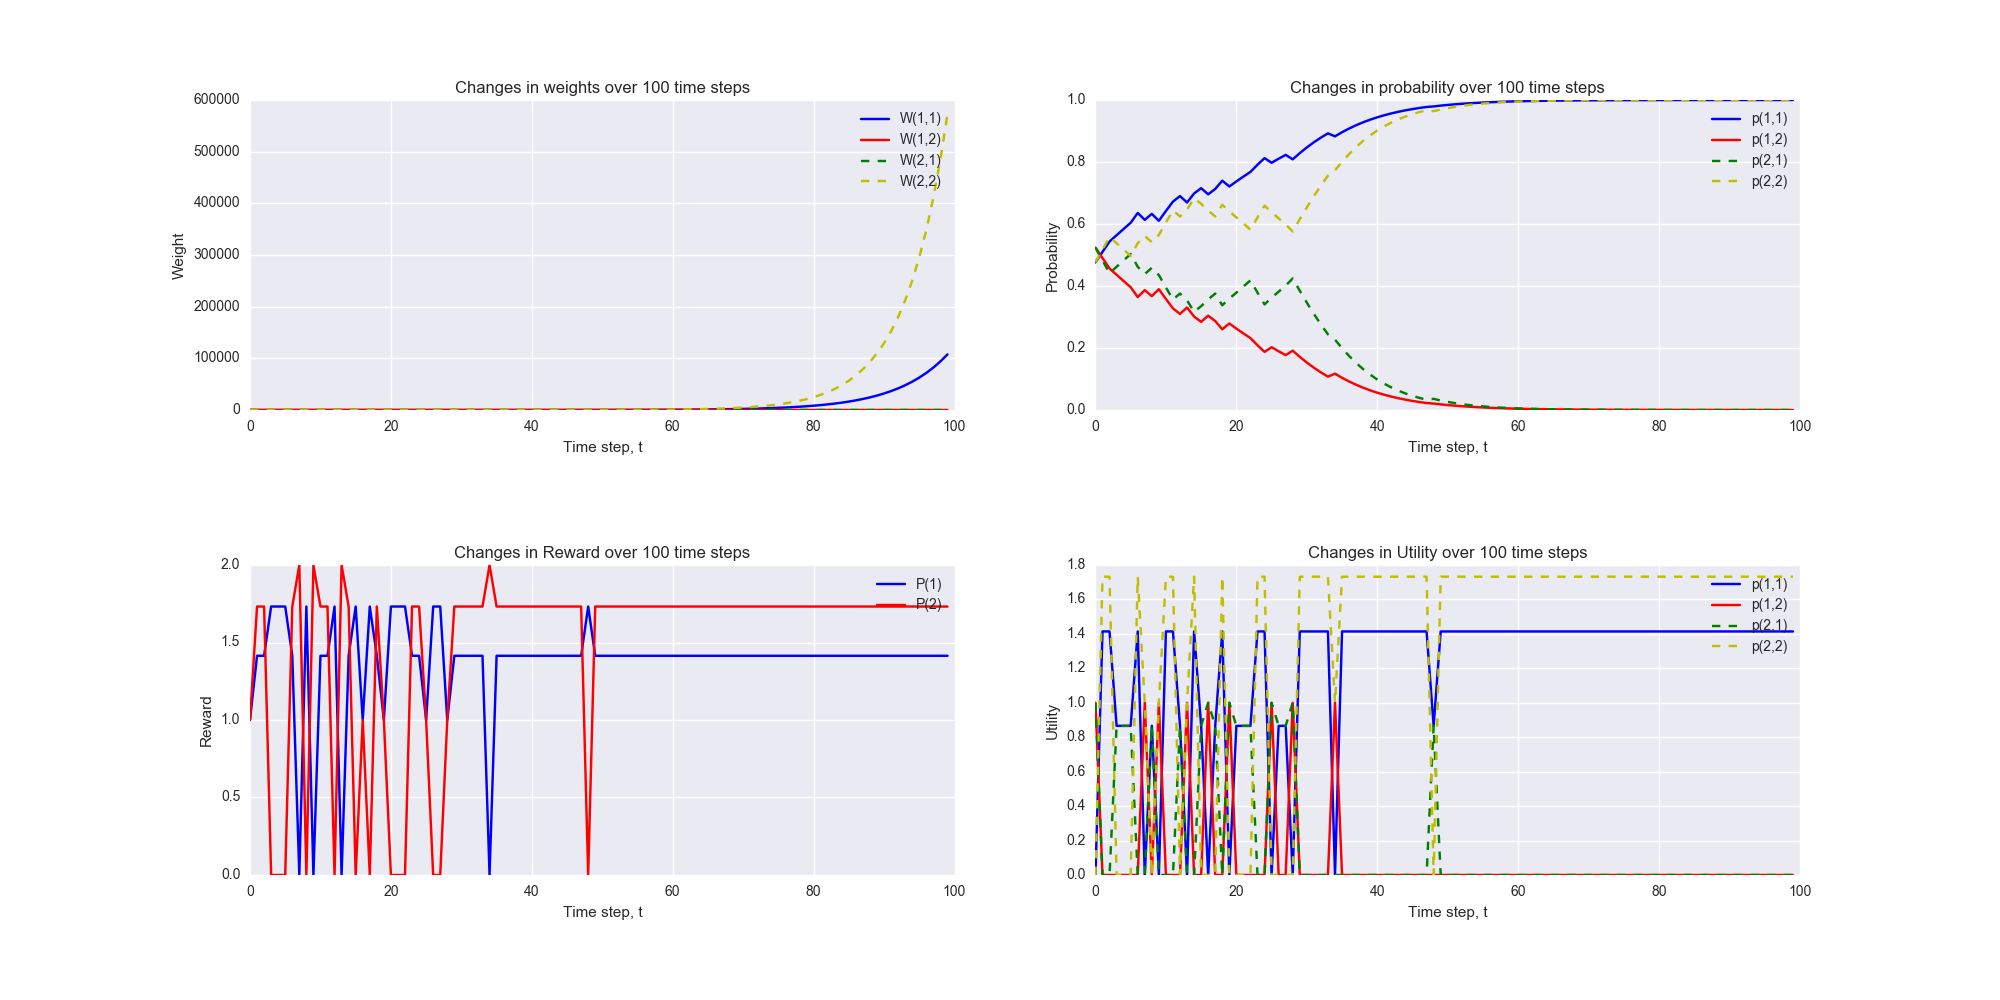 Changes in weights over 100 time steps
600000
500000
400000
300000
200000
100000
0
Weight
0 20 40 60 80 100
Time step, t
W(1,1)
W(1,2)
W(2,1)
W(2,2)
Changes in probability over 100 time steps
1.0
0.8
0.6
0.4
0.2
0.0
Probability
0 20 40 60 80 100
Time step, t
p(1,1)
p(1,2)
p(2,1)
p(2,2)
Changes in Reward over 100 time steps
2.0
1.5
1.0
0.5
0.0
Reward
0 20 40 60 80 100
Time step, t
P(1)
P(2)
Changes in Utility over 100 time steps
1.8
1.6
1.4
1.2
1.0
0.8
0.6
0.4
0.2
0.0
Utility
0 20 40 60 80 100
Time step, t
p(1,1)
p(1,2)
p(2,1)
p(2,2)